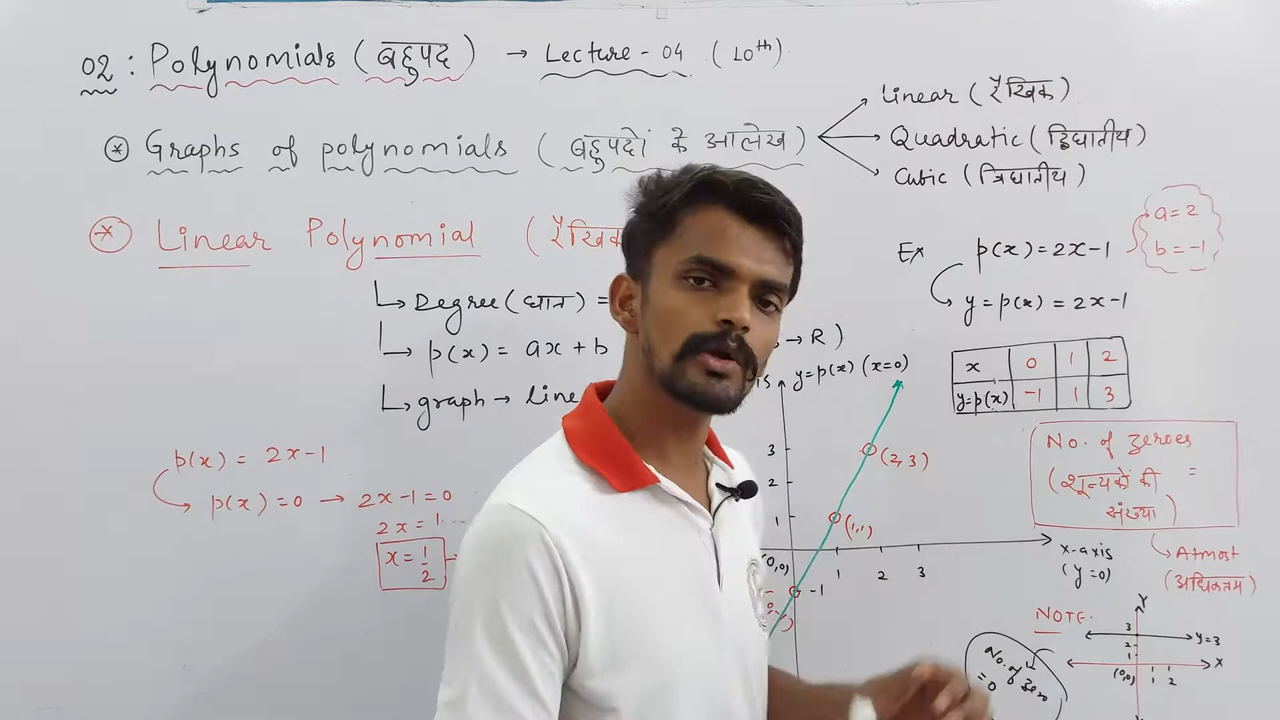 02 : Polynomials (बहुपद) → Lecture - 04 (10th)
* Graphs of polynomials (बहुपदों के आलेख)
Linear (रैखिक)
Quadratic (द्विघातीय)
Cubic (त्रिघातीय)
* Linear Polynomial (रैखिक
Degree (घात) =
p(x) = ax + b
→ R )
graph → line
p(x) = 2x-1
p(x) = 0 → 2x-1=0
2x = 1
x = 1/2
Ex p(x) = 2x-1
a = 2
b = -1
y = p(x) = 2x-1
x 0 1 2
y=p(x) -1 1 3
y=p(x) (x=0)
3
2
1
(2,3)
(1,1)
(0,0)
-1
1 2 3
x-axis
(y=0)
No. of zeroes
(शून्यकों की =
संख्या)
Atmost
(अधिकतम)
NOTE:
No. of zero
= 0
Y
3
2
1
y=3
X
(0,0) 1 2